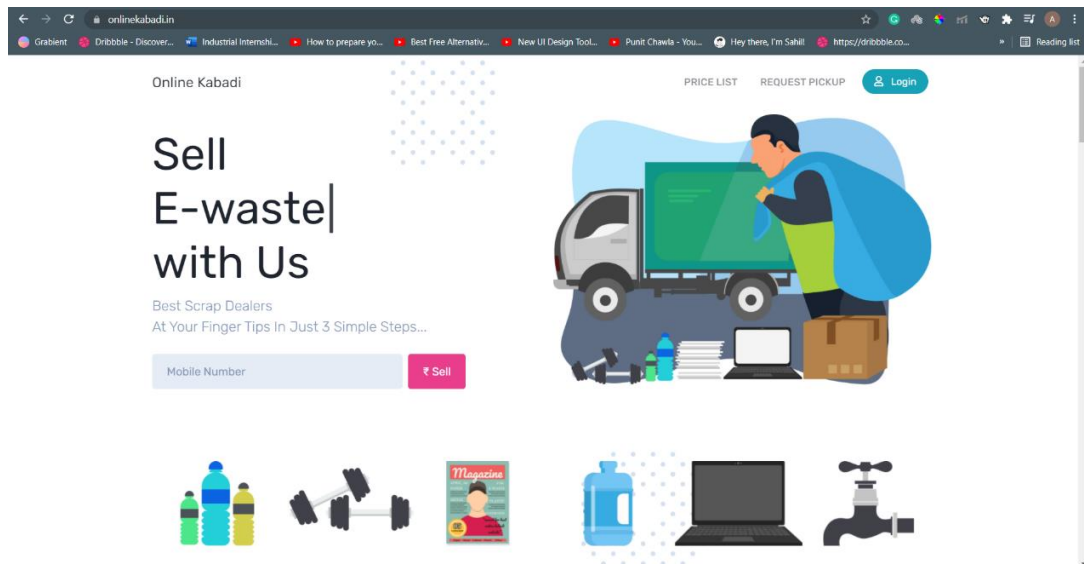 onlinekabadi.in
Grabient Dribbble - Discover... Industrial Internshi... How to prepare yo... Best Free Alternativ... New UI Design Tool... Punit Chawla - You... Hey there, I'm Sahil! https://dribbble.co... » Reading list
Online Kabadi PRICE LIST REQUEST PICKUP Login
Sell
E-waste
with Us
Best Scrap Dealers
At Your Finger Tips In Just 3 Simple Steps...
Mobile Number ₹ Sell
Magazine